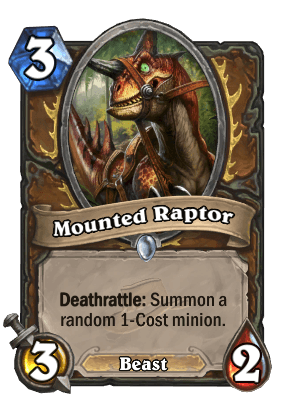 3
Mounted Raptor
Deathrattle: Summon a
random 1-Cost minion.
3
Beast
2